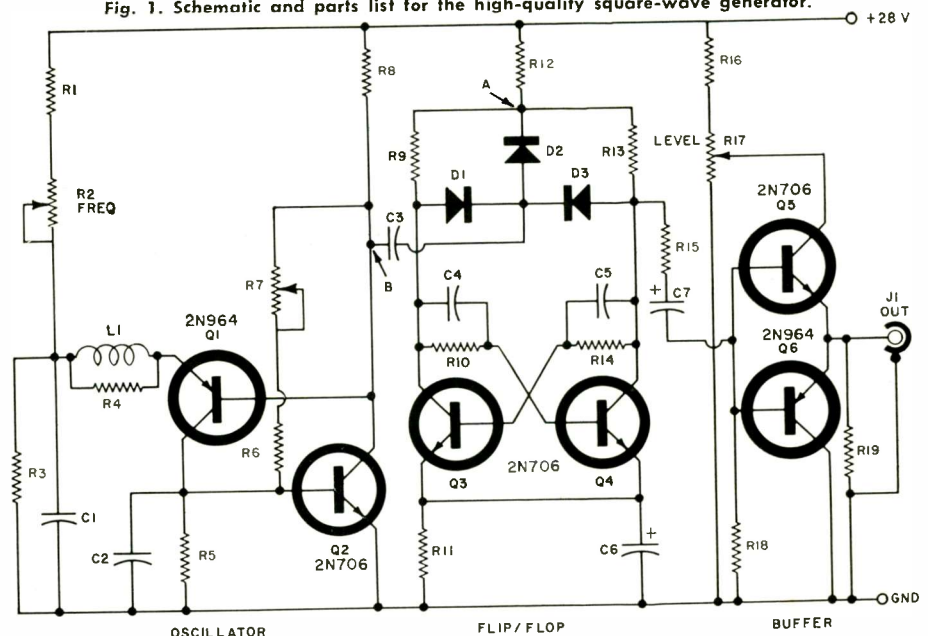 Fig. 1. Schematic and parts list for the high-quality square-wave generator.
+28 V
R1
R8
R12
R16
A
R2
FREQ
R9
D2
R13
LEVEL
R17
D1
D3
2N706
Q5
C3
R7
B
R15
C4
C5
+
C7
J1
OUT
2N964
Q1
L1
R4
R10
R14
2N964
Q6
R3
R6
Q3
2N706
Q4
R19
C1
C2
R5
Q2
2N706
R11
C6
+
R18
GND
OSCILLATOR
FLIP/FLOP
BUFFER